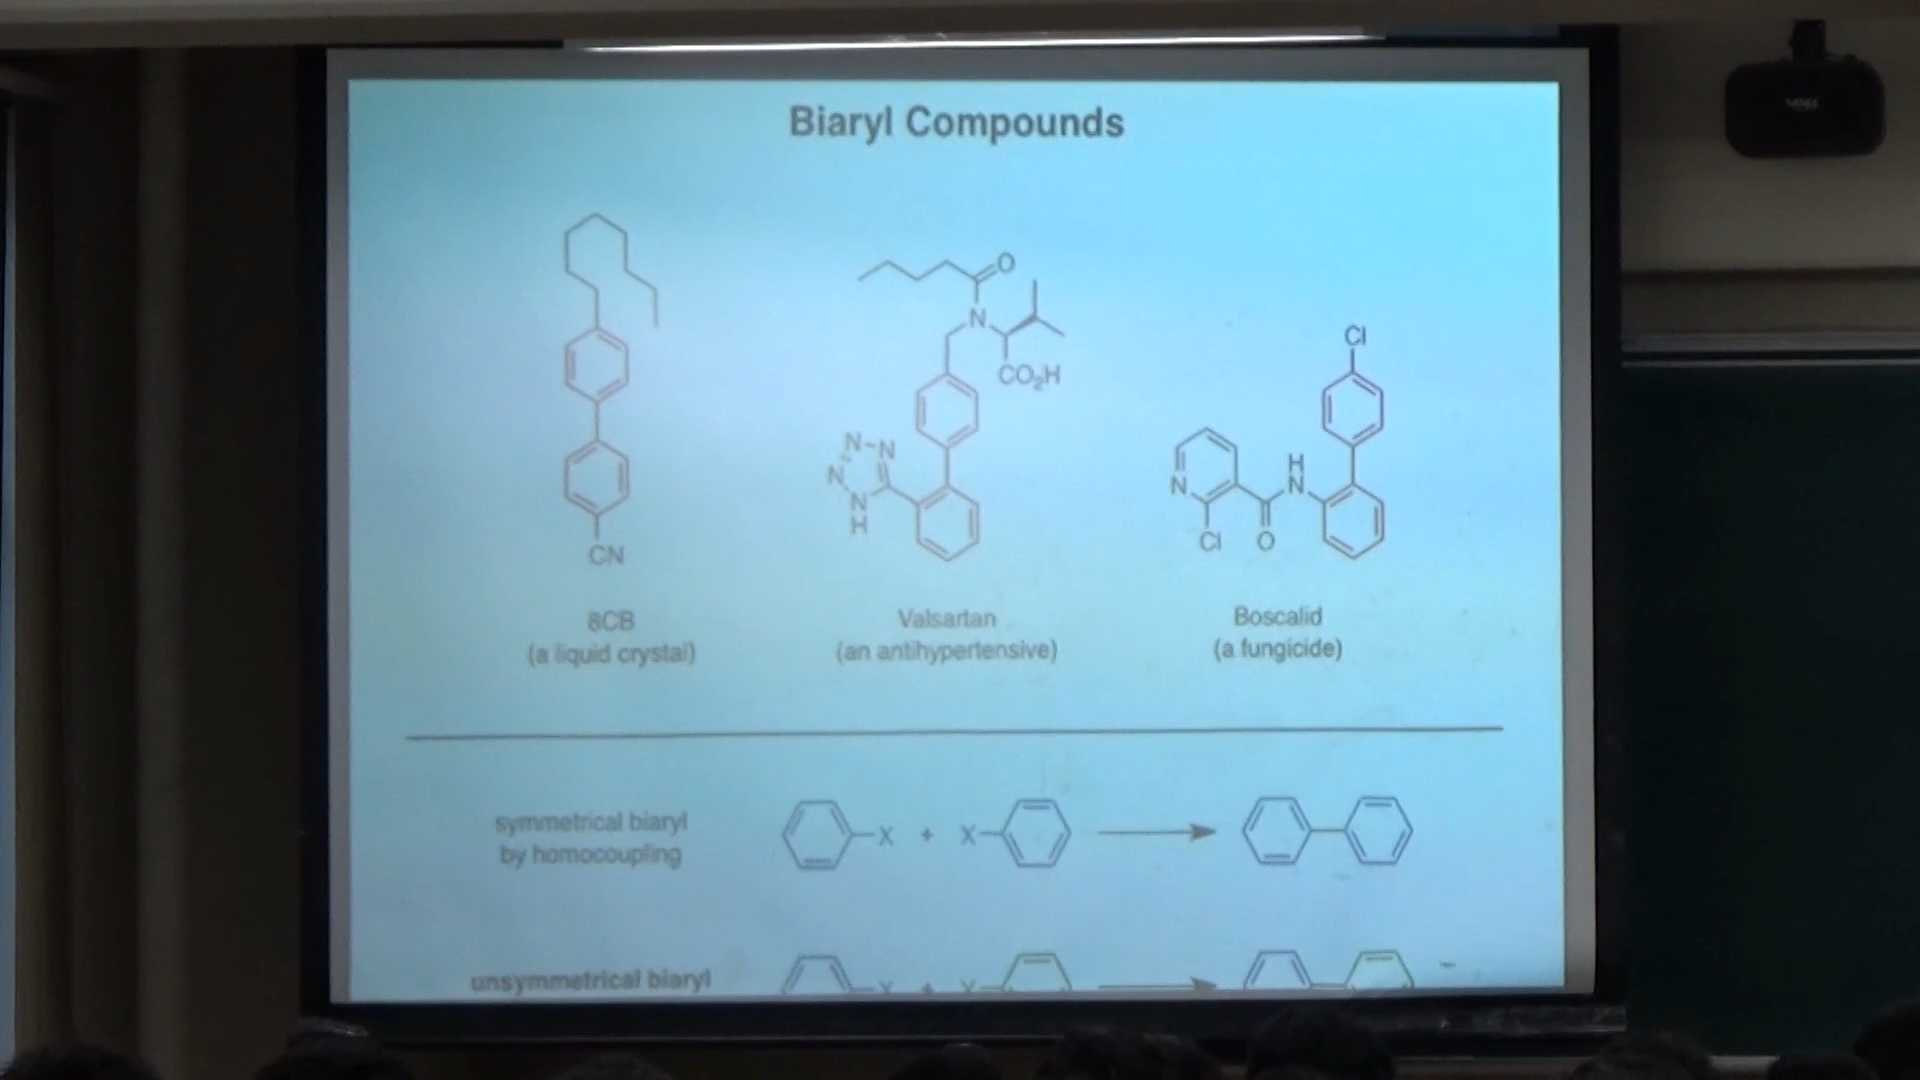 Biaryl Compounds
O
N
CO₂H
N-N
N
N
H
CN
Cl
H
N
N
Cl
O
8CB
(a liquid crystal)
Valsartan
(an antihypertensive)
Boscalid
(a fungicide)
symmetrical biaryl
by homocoupling
X + X
unsymmetrical biaryl
X + X